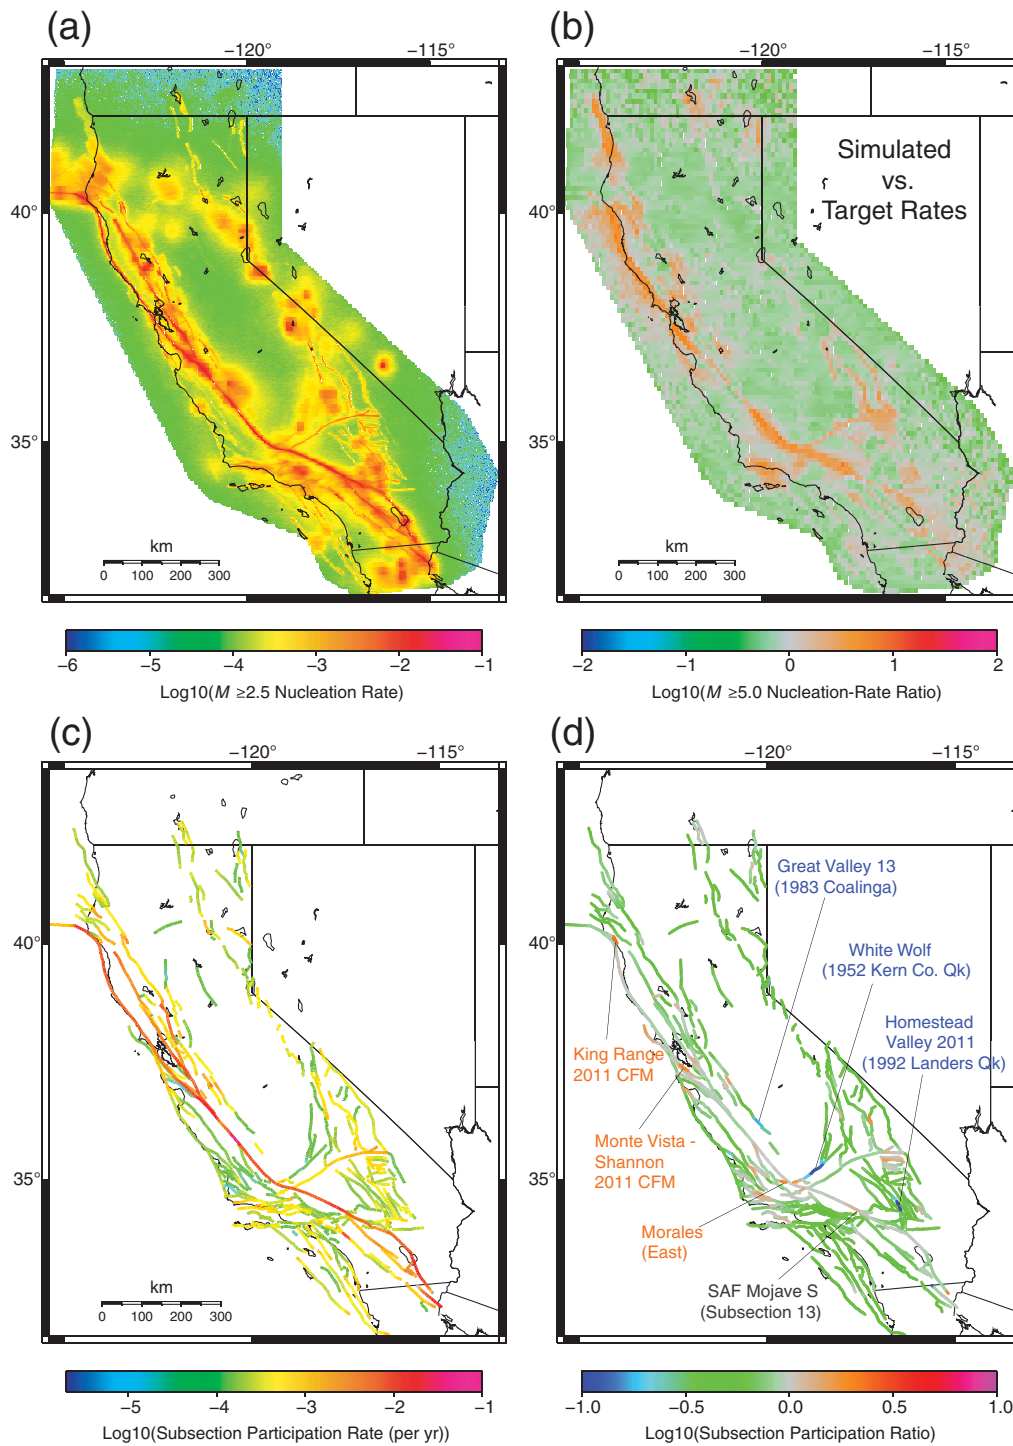 (a)
(b)
−120°
−115°
−120°
−115°
40°
35°
Simulated
vs.
Target Rates
km
0 100 200 300
km
0 100 200 300
−6 −5 −4 −3 −2 −1
Log10(M ≥2.5 Nucleation Rate)
−2 −1 0 1 2
Log10(M ≥5.0 Nucleation-Rate Ratio)
(c)
(d)
−120°
−115°
−120°
−115°
40°
35°
40°
35°
km
0 100 200 300
Great Valley 13
(1983 Coalinga)
White Wolf
(1952 Kern Co. Qk)
Homestead
Valley 2011
(1992 Landers Qk)
King Range
2011 CFM
Monte Vista -
Shannon
2011 CFM
Morales
(East)
SAF Mojave S
(Subsection 13)
−5 −4 −3 −2 −1
Log10(Subsection Participation Rate (per yr))
−1.0 −0.5 0.0 0.5 1.0
Log10(Subsection Participation Ratio)